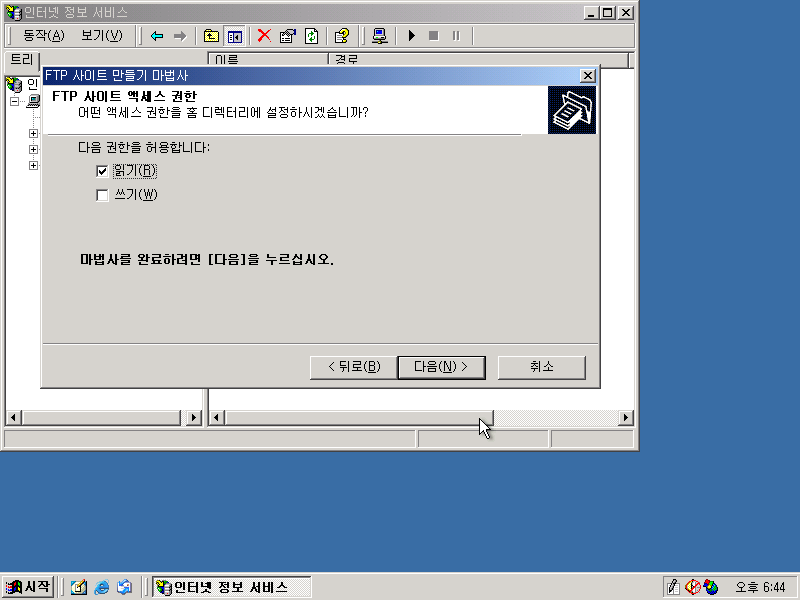 인터넷 정보 서비스
동작(A) 보기(V)
트리
이름 경로
인
FTP 사이트 만들기 마법사
FTP 사이트 액세스 권한
어떤 액세스 권한을 홈 디렉터리에 설정하시겠습니까?
다음 권한을 허용합니다:
읽기(R)
쓰기(W)
마법사를 완료하려면 [다음]을 누르십시오.
< 뒤로(B) 다음(N) > 취소
시작 인터넷 정보 서비스 오후 6:44